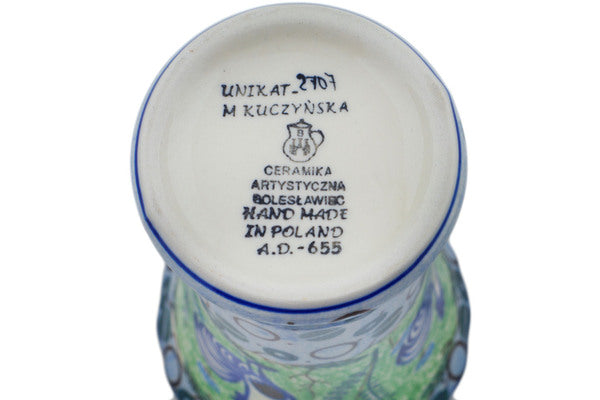 UNIKAT-2707
M KUCZYŃSKA
CERAMIKA
ARTYSTYCZNA
BOLESŁAWIEC
HAND MADE
IN POLAND
A.D.-655